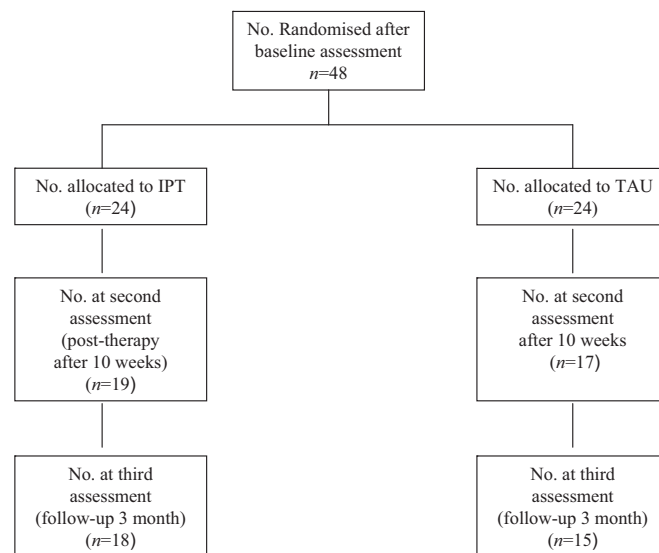 No. Randomised after
baseline assessment
n=48
No. allocated to IPT
(n=24)
No. allocated to TAU
(n=24)
No. at second
assessment
(post-therapy
after 10 weeks)
(n=19)
No. at second
assessment
after 10 weeks
(n=17)
No. at third
assessment
(follow-up 3 month)
(n=18)
No. at third
assessment
(follow-up 3 month)
(n=15)